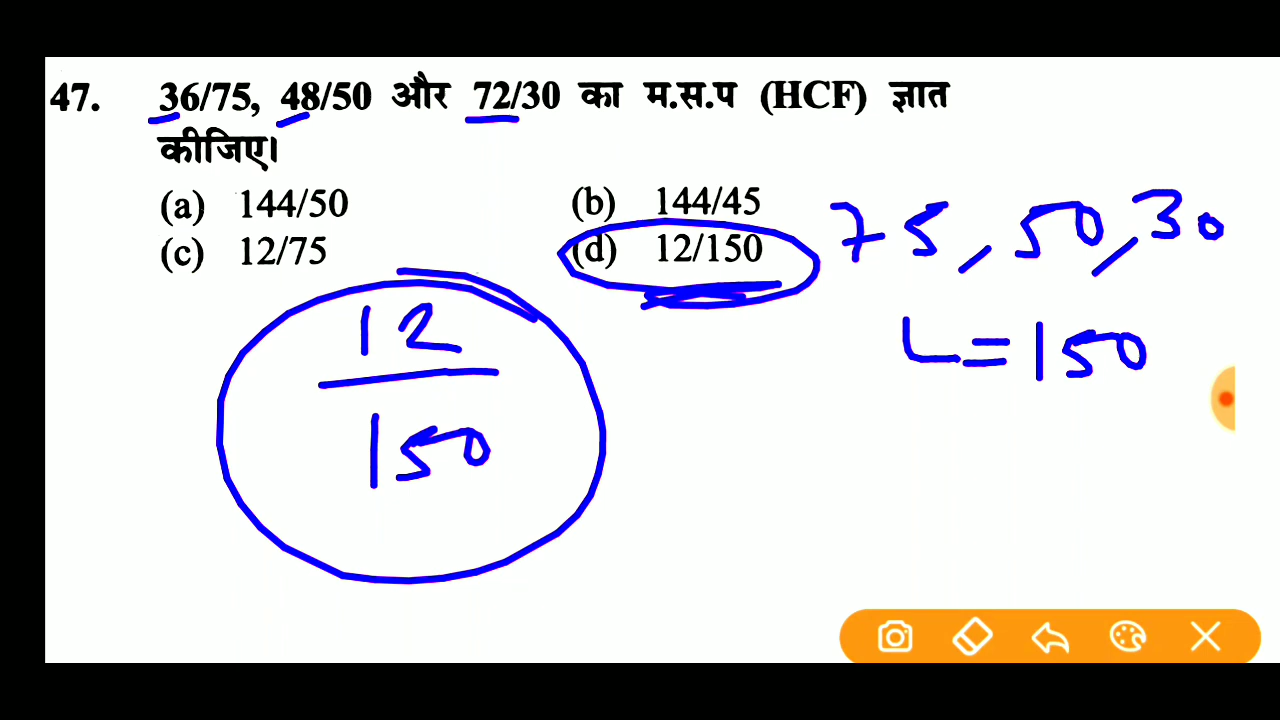 47. 36/75, 48/50 और 72/30 का म.स.प (HCF) ज्ञात
कीजिए।
(a) 144/50 (b) 144/45
(c) 12/75 (d) 12/150
75, 50, 30
L=150
12
150